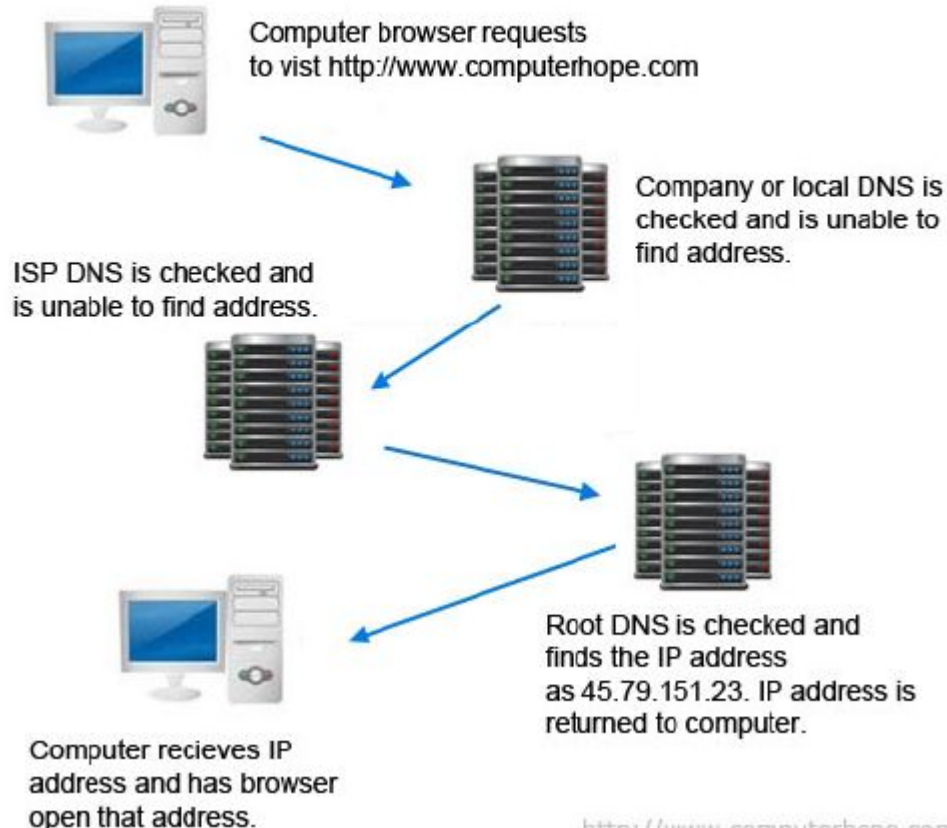 Computer browser requests
to vist http://www.computerhope.com
Company or local DNS is
checked and is unable to
find address.
ISP DNS is checked and
is unable to find address.
Root DNS is checked and
finds the IP address
as 45.79.151.23. IP address is
returned to computer.
Computer recieves IP
address and has browser
open that address.